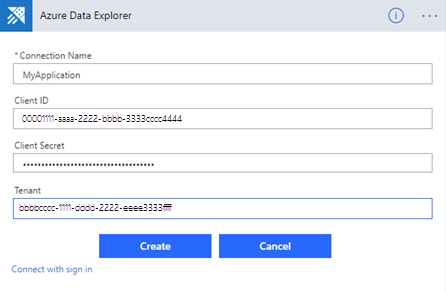 Azure Data Explorer
* Connection Name
MyApplication
Client ID
00001111-aaaa-2222-bbbb-3333cccc4444
Client Secret
••••••••••••••••••••••••••••••••••••
Tenant
bbbbcccc-1111-dddd-2222-eeee3333ffff
Create Cancel
Connect with sign in